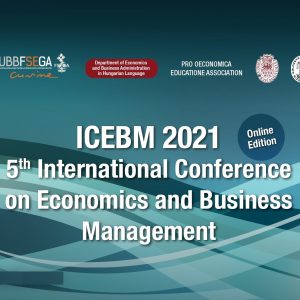 UBBFSEGA
Department of Economics
and Business Administration
in Hungarian Language
PRO OECONOMICA
EDUCATIONE ASSOCIATION
ICEBM 2021
Online
Edition
5th International Conference
on Economics and Business
Management